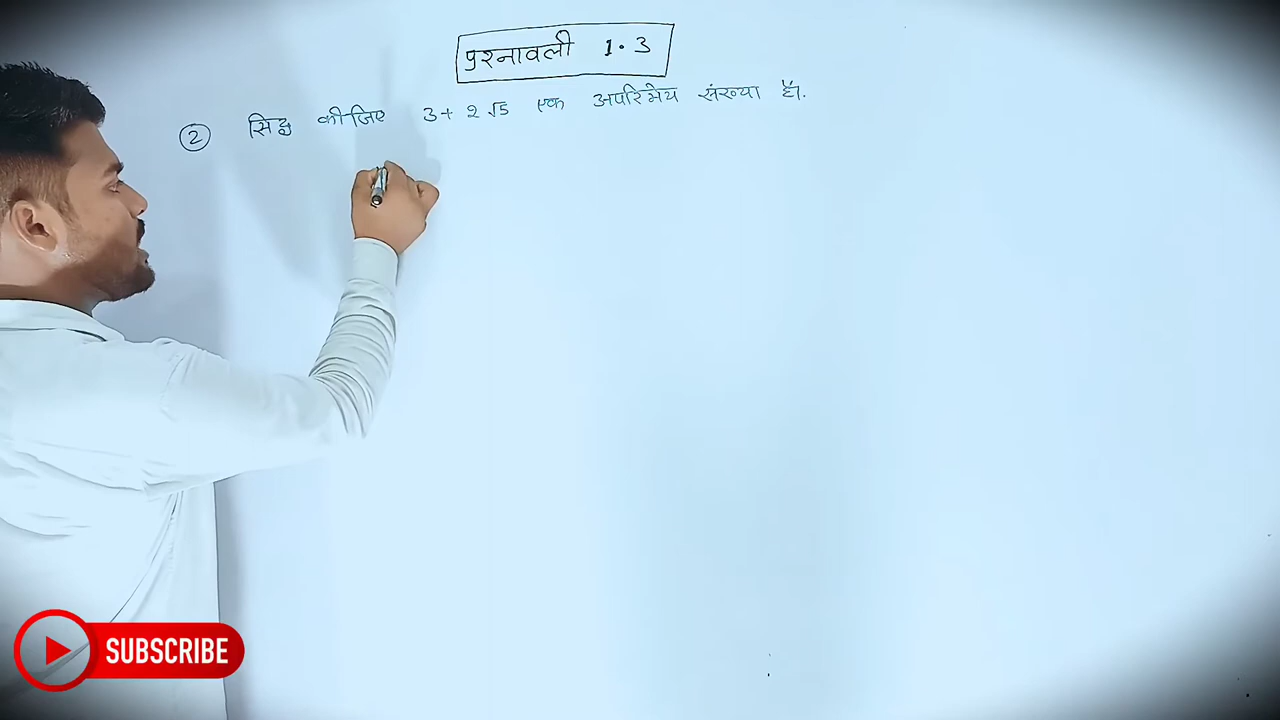 प्रश्नावली 1.3
② सिद्ध कीजिए 3+ 2√5 एक अपरिमेय संख्या है।
SUBSCRIBE